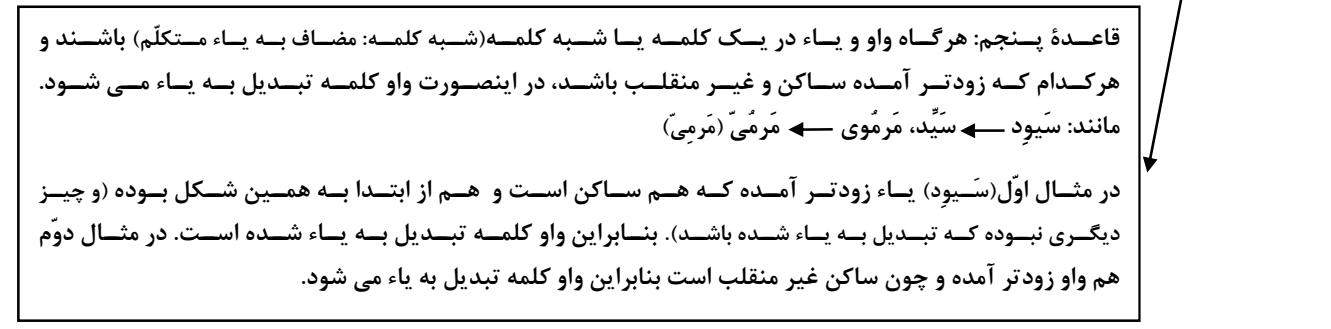 قاعدۀ پنجم: هرگاه واو و یاء در یک کلمه یا شبه کلمه(شبه کلمه: مضاف به یاء متکلّم) باشند و
هرکدام که زودتر آمده ساکن و غیر منقلب باشد، در اینصورت واو کلمه تبدیل به یاء می شود.
مانند: سَیوِد ← سَیِّد، مَرمُوی ← مَرمُیّ (مَرمِیّ)
در مثال اوّل(سَیوِد) یاء زودتر آمده که هم ساکن است و هم از ابتدا به همین شکل بوده (و چیز
دیگری نبوده که تبدیل به یاء شده باشد). بنابراین واو کلمه تبدیل به یاء شده است. در مثال دوّم
هم واو زودتر آمده و چون ساکن غیر منقلب است بنابراین واو کلمه تبدیل به یاء می شود.